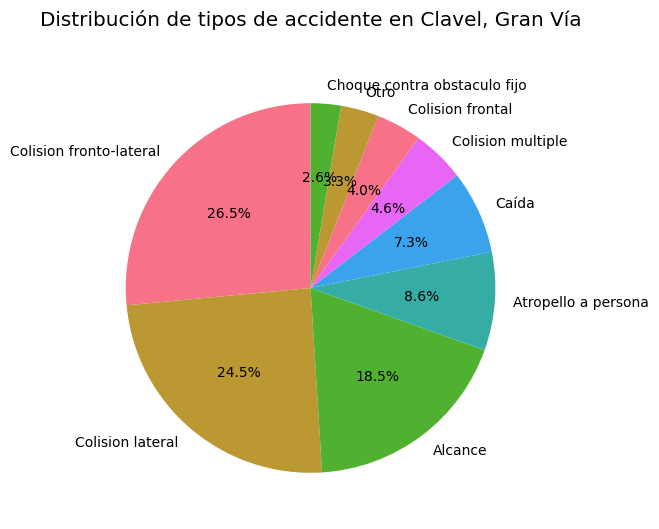 Distribución de tipos de accidente en Clavel, Gran Vía
Choque contra obstaculo fijo
Otro
Colision frontal
Colision multiple
Colision fronto-lateral
Caída
Atropello a persona
Colision lateral
Alcance
2.6%
3.3%
4.0%
4.6%
26.5%
7.3%
8.6%
24.5%
18.5%